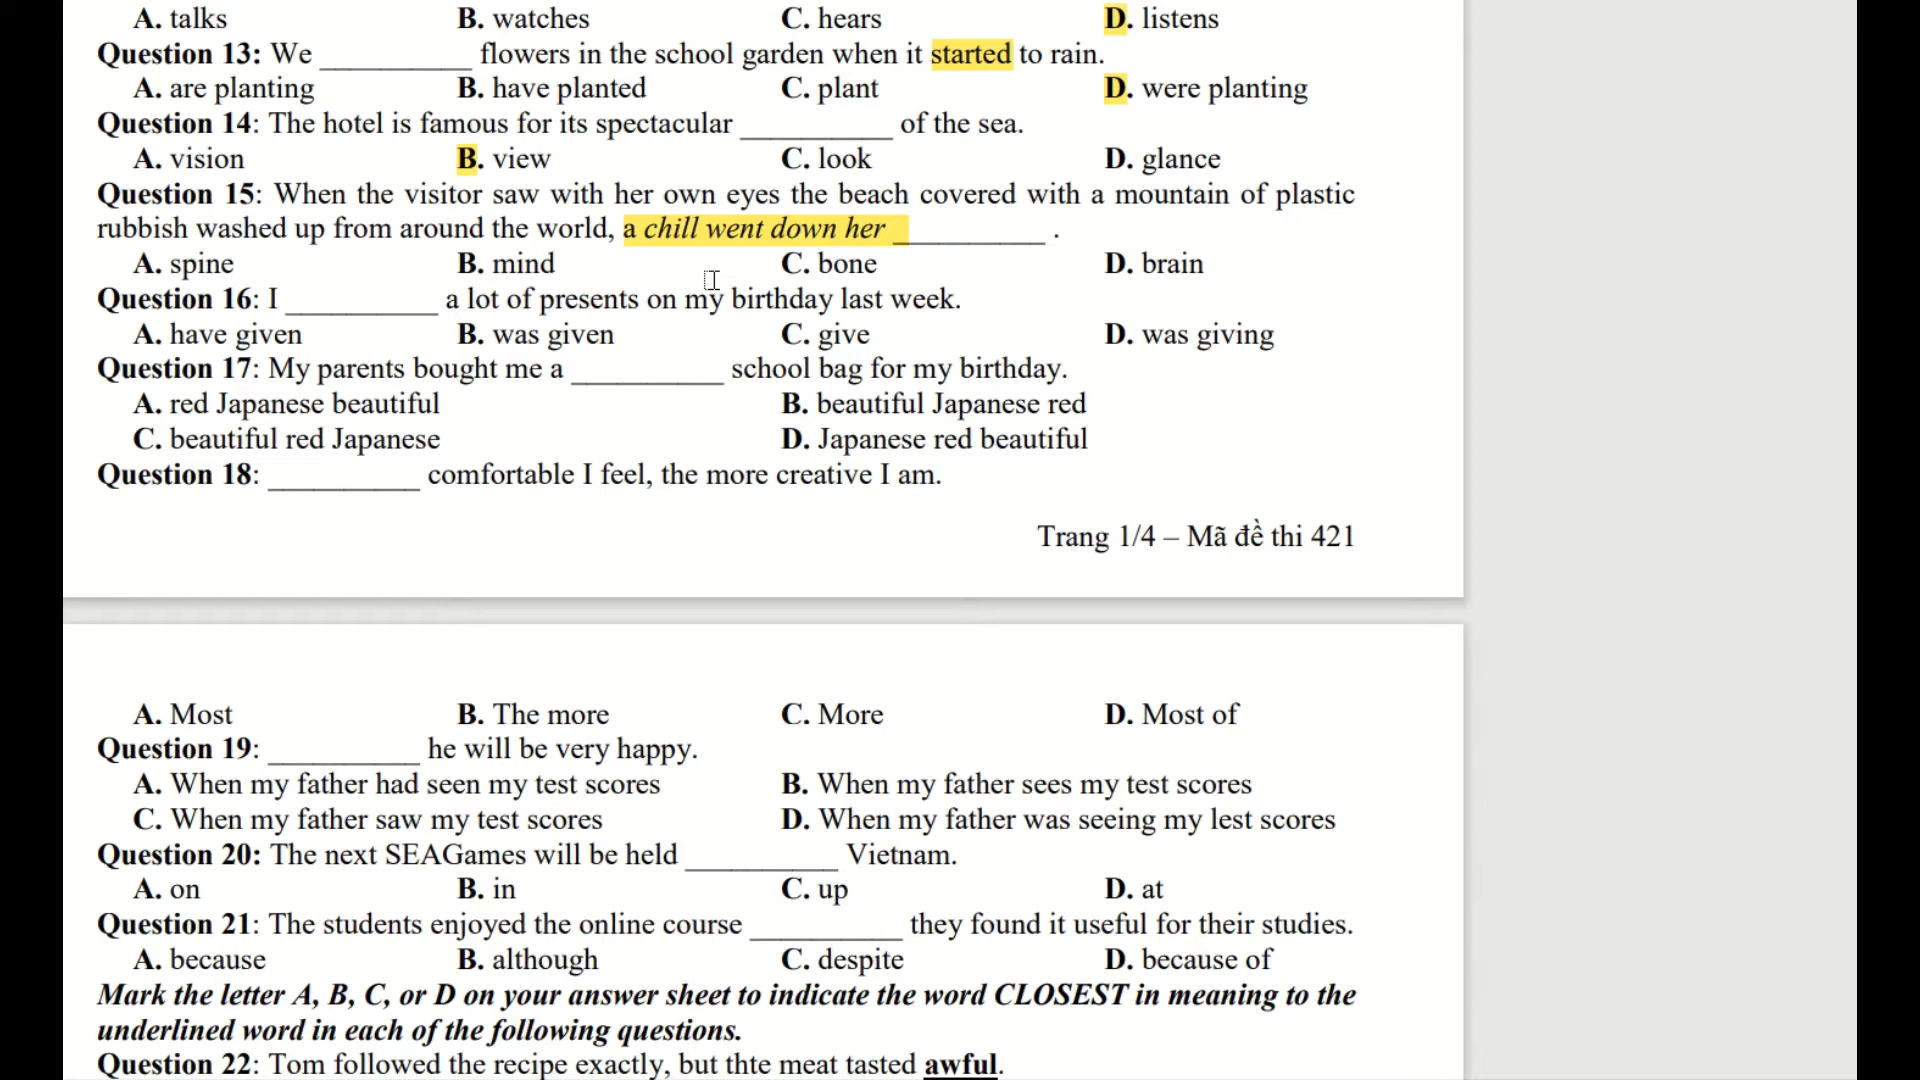 A. talks B. watches C. hears D. listens
Question 13: We __________ flowers in the school garden when it started to rain.
A. are planting B. have planted C. plant D. were planting
Question 14: The hotel is famous for its spectacular __________ of the sea.
A. vision B. view C. look D. glance
Question 15: When the visitor saw with her own eyes the beach covered with a mountain of plastic
rubbish washed up from around the world, a chill went down her __________ .
A. spine B. mind C. bone D. brain
Question 16: I __________ a lot of presents on my birthday last week.
A. have given B. was given C. give D. was giving
Question 17: My parents bought me a __________ school bag for my birthday.
A. red Japanese beautiful B. beautiful Japanese red
C. beautiful red Japanese D. Japanese red beautiful
Question 18: __________ comfortable I feel, the more creative I am.
Trang 1/4 – Mã đề thi 421
A. Most B. The more C. More D. Most of
Question 19: __________ he will be very happy.
A. When my father had seen my test scores B. When my father sees my test scores
C. When my father saw my test scores D. When my father was seeing my lest scores
Question 20: The next SEAGames will be held __________ Vietnam.
A. on B. in C. up D. at
Question 21: The students enjoyed the online course __________ they found it useful for their studies.
A. because B. although C. despite D. because of
Mark the letter A, B, C, or D on your answer sheet to indicate the word CLOSEST in meaning to the
underlined word in each of the following questions.
Question 22: Tom followed the recipe exactly, but thte meat tasted awful.